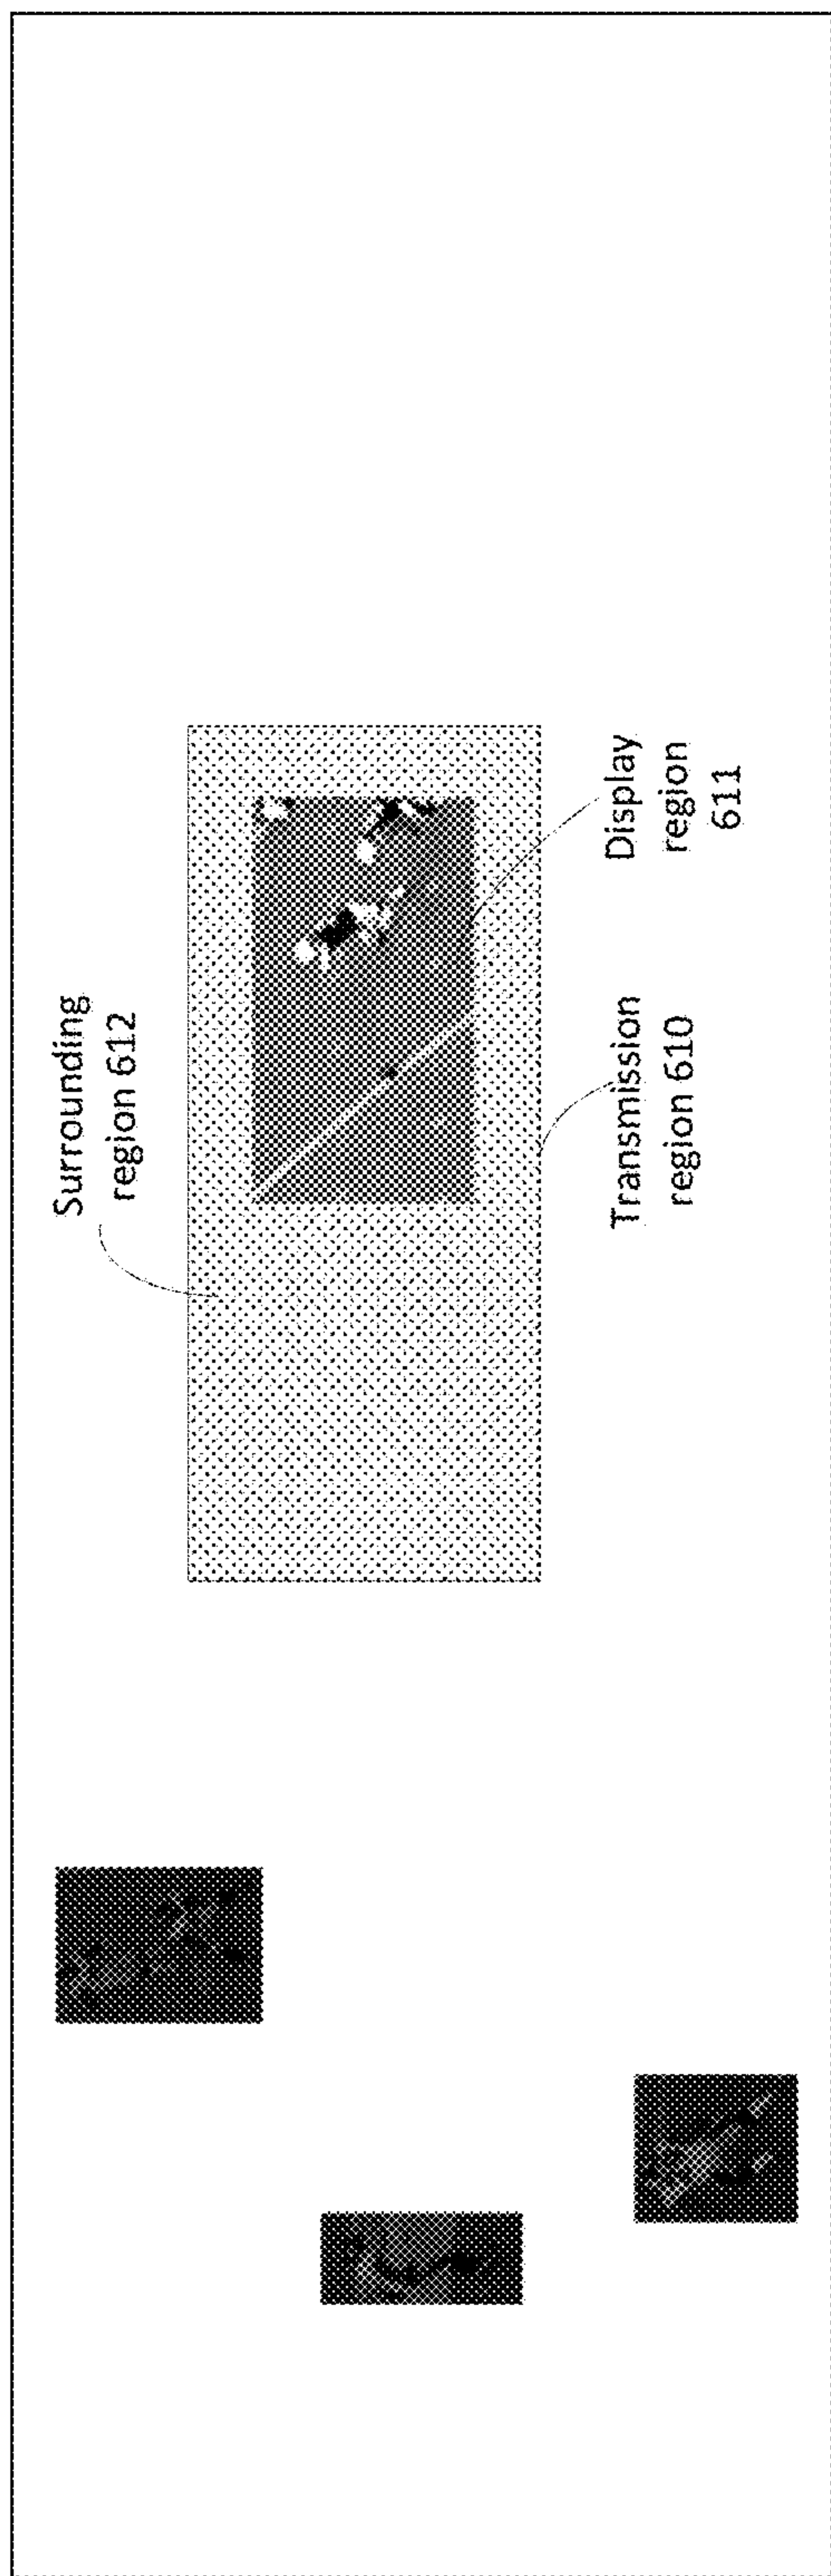 Surrounding
region 612
Transmission
region 610
Display
region
611